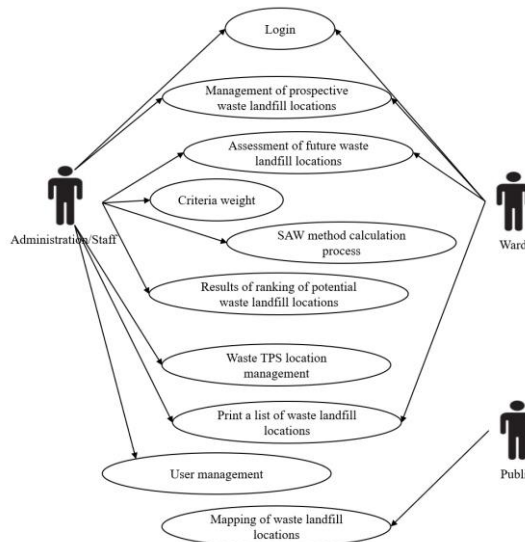 Login
Management of prospective
waste landfill locations
Assessment of future waste
landfill locations
Criteria weight
Administration/Staff
SAW method calculation
process
Ward
Results of ranking of potential
waste landfill locations
Waste TPS location
management
Print a list of waste landfill
locations
User management
Publi
Mapping of waste landfill
locations